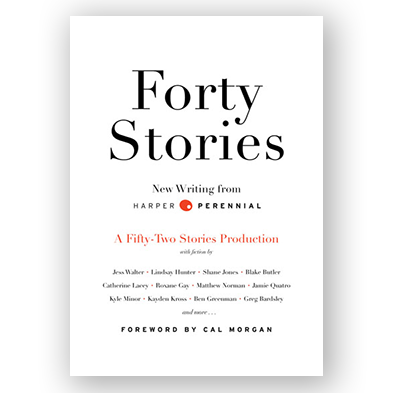 Forty
Stories
New Writing from
HARPER PERENNIAL
A Fifty-Two Stories Production
with fiction by
Jess Walter • Lindsay Hunter • Shane Jones • Blake Butler
Catherine Lacey • Roxane Gay • Matthew Norman • Jamie Quatro
Kyle Minor • Kayden Kross • Ben Greenman • Greg Bardsley
and more . . .
FOREWORD BY CAL MORGAN